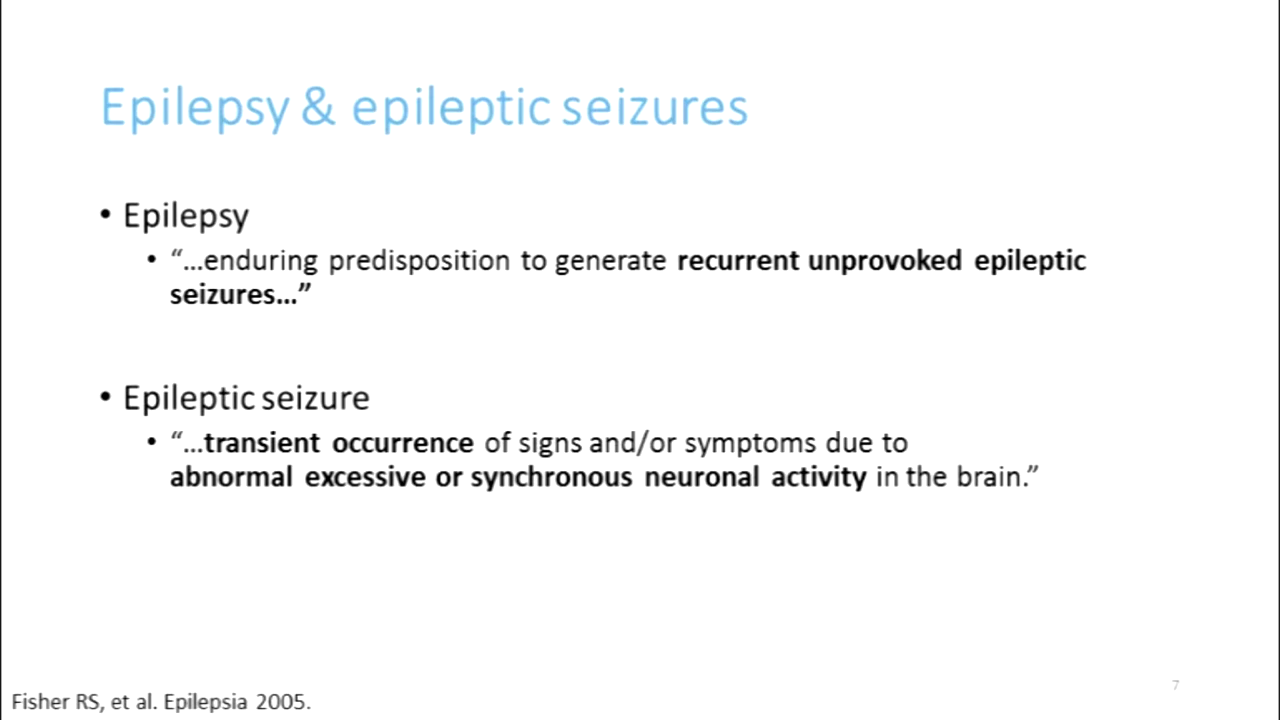 Epilepsy & epileptic seizures
• Epilepsy
• “...enduring predisposition to generate recurrent unprovoked epileptic
seizures...”
• Epileptic seizure
• “...transient occurrence of signs and/or symptoms due to
abnormal excessive or synchronous neuronal activity in the brain.”
7
Fisher RS, et al. Epilepsia 2005.